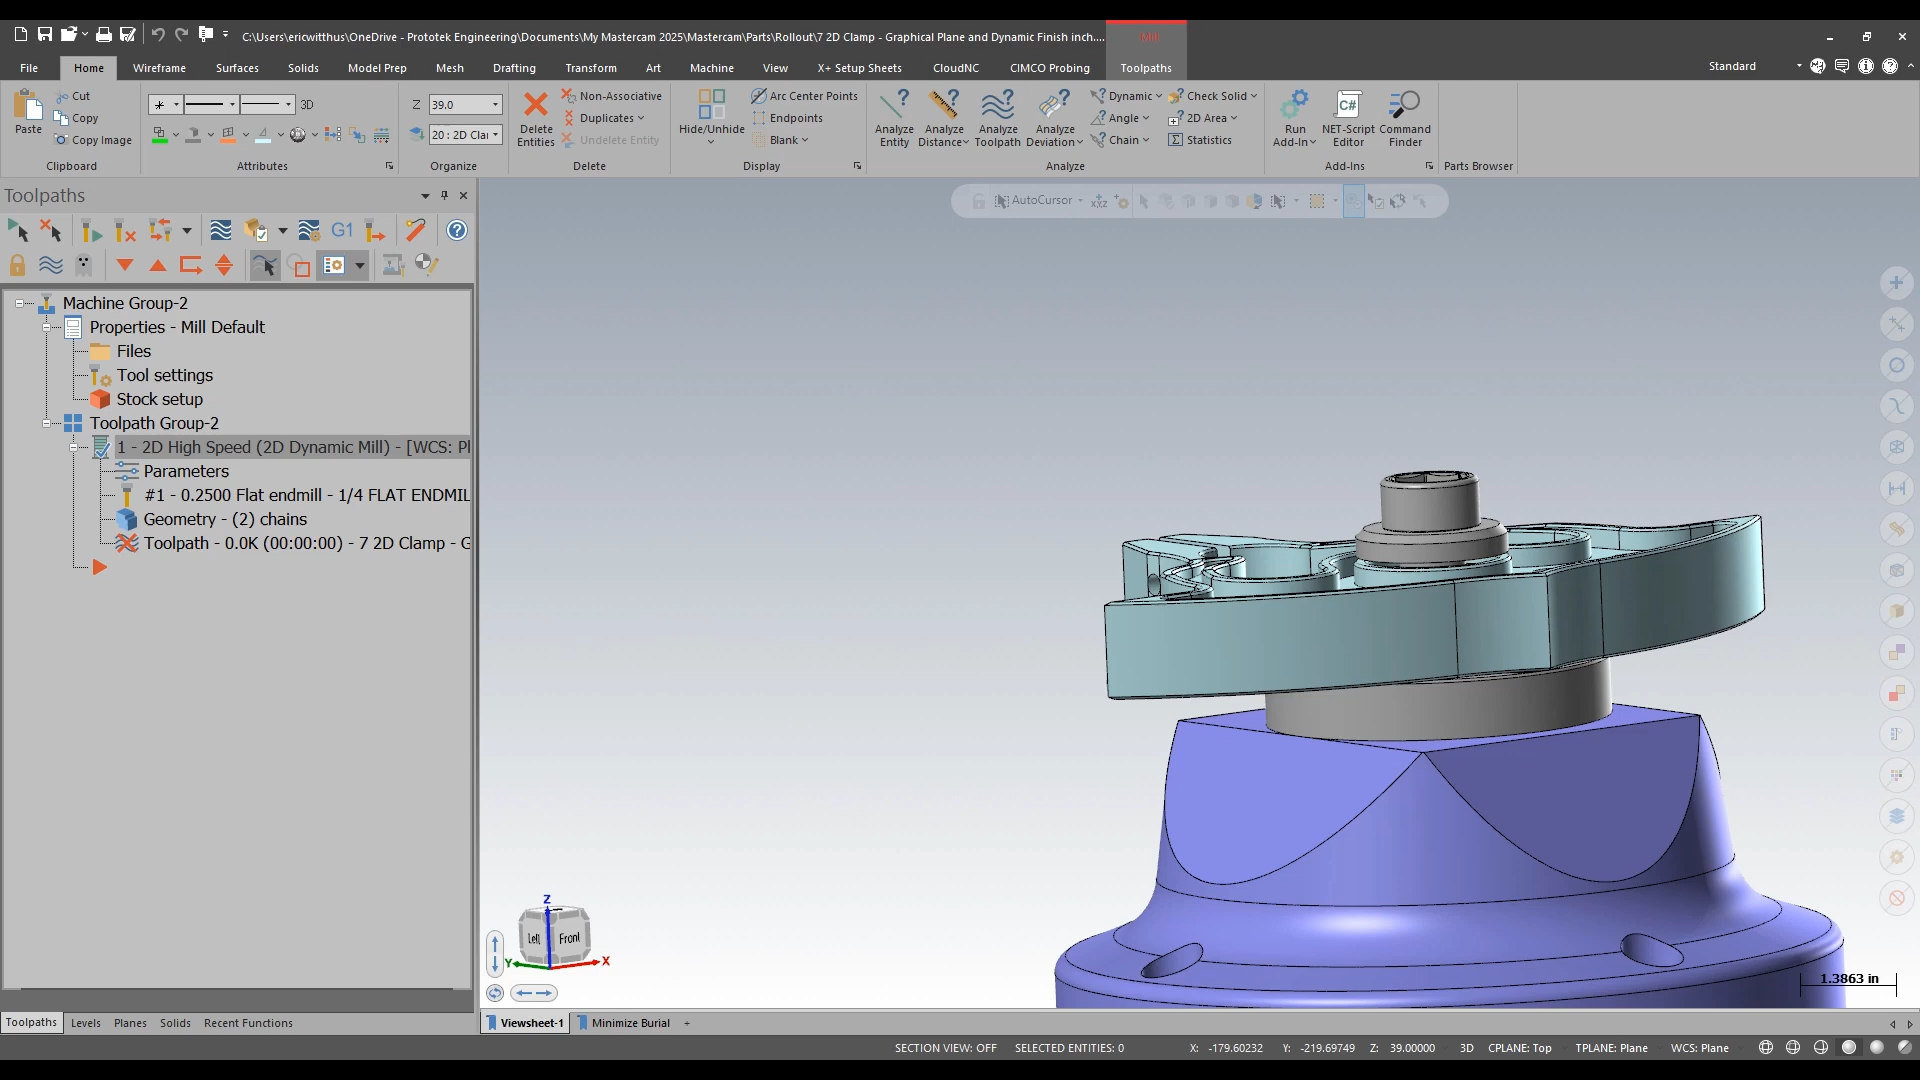 C:\Users\ericwitthus\OneDrive - Prototek Engineering\Documents\My Mastercam 2025\Mastercam\Parts\Rollout\7 2D Clamp - Graphical Plane and Dynamic Finish inch....
Mill
File Home Wireframe Surfaces Solids Model Prep Mesh Drafting Transform Art Machine View X+ Setup Sheets CloudNC CIMCO Probing Toolpaths Standard
Paste
Cut
Copy
Copy Image
Clipboard
3D
Attributes
Z 39.0
20 : 2D Cla
Organize
Delete Entities
Non-Associative
Duplicates
Undelete Entity
Delete
Hide/Unhide
Arc Center Points
Endpoints
Blank
Display
Analyze Entity
Analyze Distance
Analyze Toolpath
Analyze Deviation
Dynamic
Angle
Chain
Check Solid
2D Area
Statistics
Analyze
Run Add-In
C#
NET-Script Editor
Command Finder
Add-Ins
Parts Browser
Toolpaths
G1
AutoCursor
XYZ
Machine Group-2
Properties - Mill Default
Files
Tool settings
Stock setup
Toolpath Group-2
1 - 2D High Speed (2D Dynamic Mill) - [WCS: Pl
Parameters
#1 - 0.2500 Flat endmill - 1/4 FLAT ENDMIL
Geometry - (2) chains
Toolpath - 0.0K (00:00:00) - 7 2D Clamp - G
Z
Left Front
Y X
1.3863 in
Toolpaths Levels Planes Solids Recent Functions
Viewsheet-1 Minimize Burial +
SECTION VIEW: OFF SELECTED ENTITIES: 0 X: -179.60232 Y: -219.69749 Z: 39.00000 3D CPLANE: Top TPLANE: Plane WCS: Plane